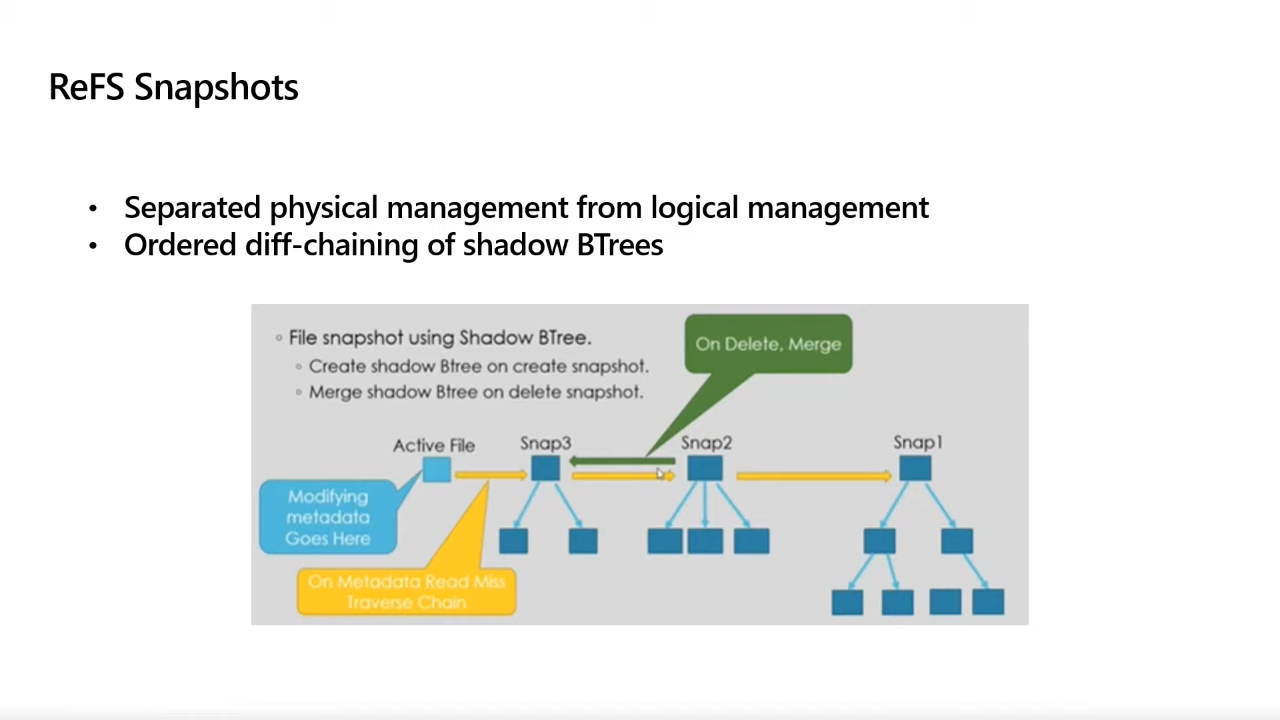 ReFS Snapshots
• Separated physical management from logical management
• Ordered diff-chaining of shadow BTrees
◦ File snapshot using Shadow BTree.
◦ Create shadow Btree on create snapshot.
◦ Merge shadow Btree on delete snapshot.
On Delete, Merge
Active File
Snap3
Snap2
Snap1
Modifying
metadata
Goes Here
On Metadata Read Miss
Traverse Chain